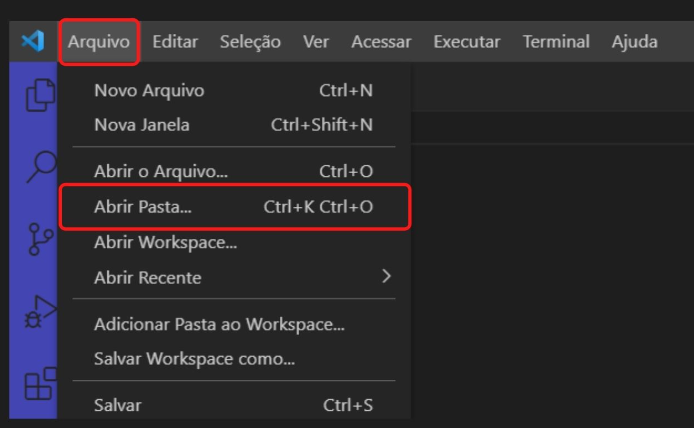 Arquivo Editar Seleção Ver Acessar Executar Terminal Ajuda
Novo Arquivo Ctrl+N
Nova Janela Ctrl+Shift+N
Abrir o Arquivo... Ctrl+O
Abrir Pasta... Ctrl+K Ctrl+O
Abrir Workspace...
Abrir Recente
Adicionar Pasta ao Workspace...
Salvar Workspace como...
Salvar Ctrl+S